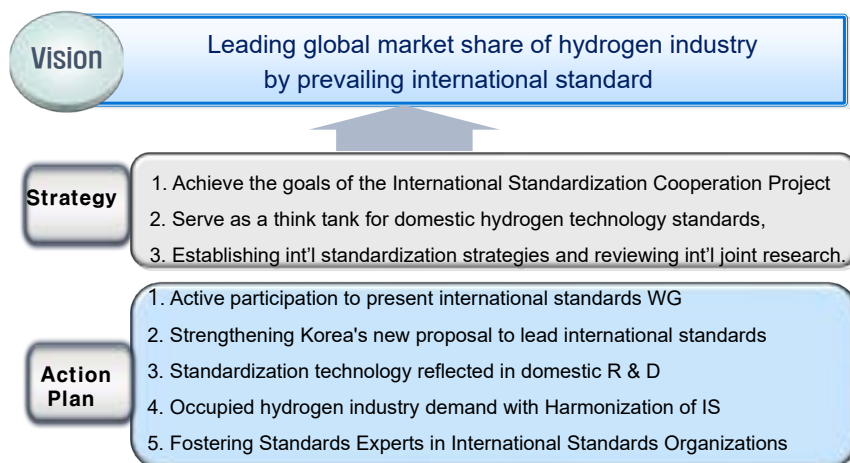 Vision
Leading global market share of hydrogen industry
by prevailing international standard
Strategy
1. Achieve the goals of the International Standardization Cooperation Project
2. Serve as a think tank for domestic hydrogen technology standards,
3. Establishing int'l standardization strategies and reviewing int'l joint research.
Action
Plan
1. Active participation to present international standards WG
2. Strengthening Korea's new proposal to lead international standards
3. Standardization technology reflected in domestic R & D
4. Occupied hydrogen industry demand with Harmonization of IS
5. Fostering Standards Experts in International Standards Organizations